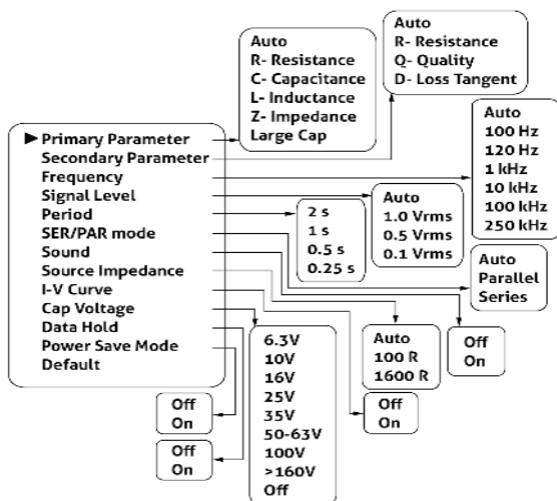 Auto
R- Resistance
C- Capacitance
L- Inductance
Z- Impedance
Large Cap
Auto
R- Resistance
Q- Quality
D- Loss Tangent
Primary Parameter
Secondary Parameter
Frequency
Signal Level
Period
SER/PAR mode
Sound
Source Impedance
I-V Curve
Cap Voltage
Data Hold
Power Save Mode
Default
Auto
100 Hz
120 Hz
1 kHz
10 kHz
100 kHz
250 kHz
2 s
1 s
0.5 s
0.25 s
Auto
1.0 Vrms
0.5 Vrms
0.1 Vrms
Auto
Parallel
Series
6.3V
10V
16V
25V
35V
50-63V
100V
>160V
Off
Auto
100 R
1600 R
Off
On
Off
On
Off
On
Off
On